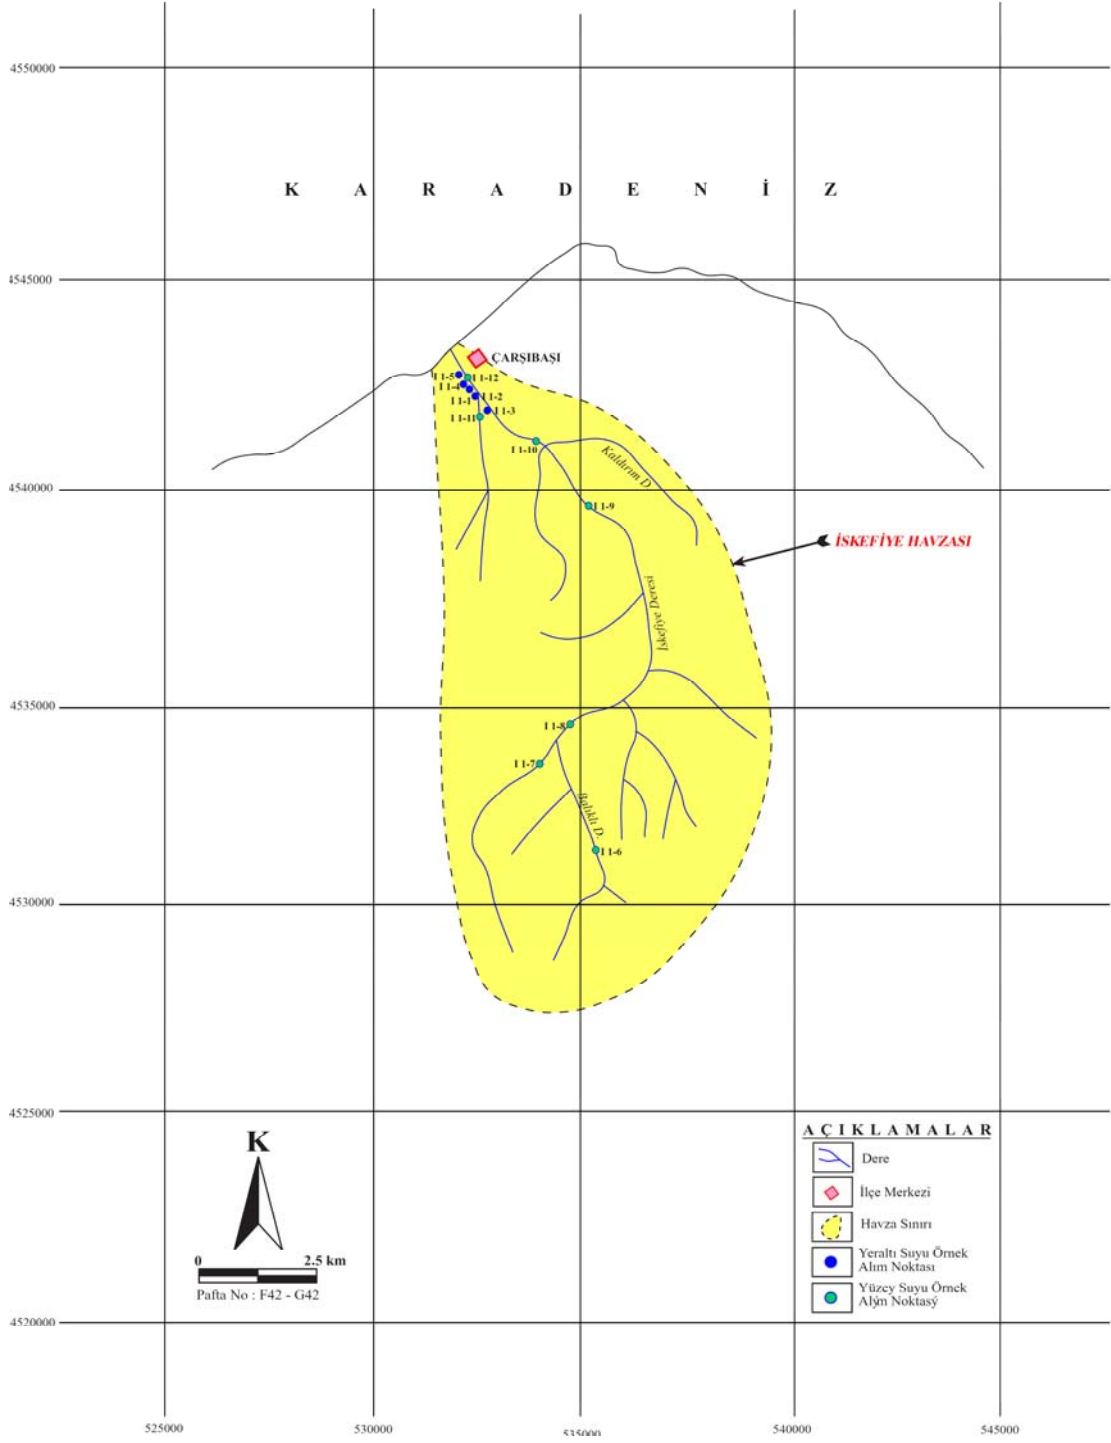 4550000
K A R A D E N İ Z
4545000
ÇARŞIBAŞI
I 1-5
I 1-12
I 1-4
I 1-1
I 1-2
I 1-3
I 1-11
I 1-10
Kaldırım D.
4540000
I 1-9
İSKEFİYE HAVZASI
İskefiye Deresi
4535000
I 1-8
I 1-7
Balıklı D.
I 1-6
4530000
4525000
K
0 2.5 km
Pafta No : F42 - G42
A Ç I K L A M A L A R
Dere
İlçe Merkezi
Havza Sınırı
Yeraltı Suyu Örnek
Alım Noktası
Yüzey Suyu Örnek
Alým Noktasý
4520000
525000
530000
535000
540000
545000